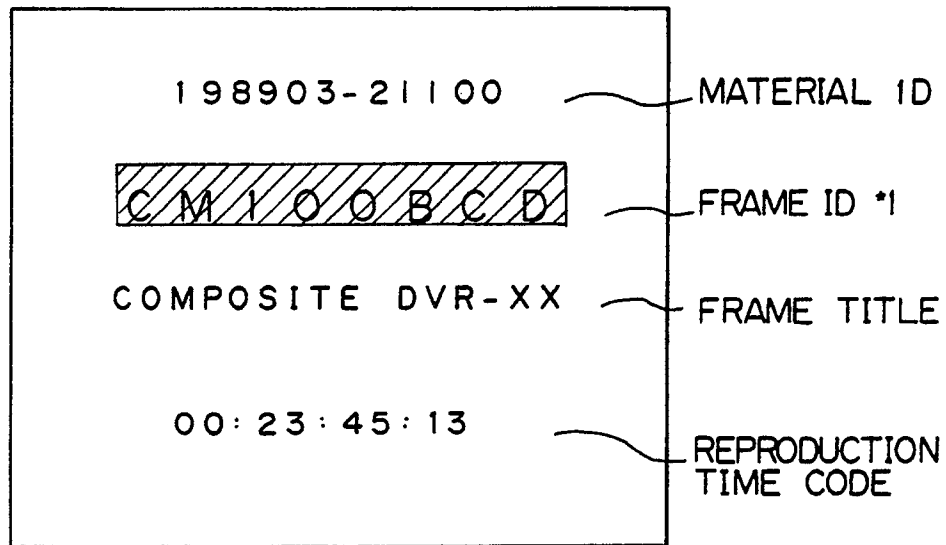 198903-21100 MATERIAL ID
CM100BCD FRAME ID *1
COMPOSITE DVR-XX FRAME TITLE
00:23:45:13 REPRODUCTION
TIME CODE